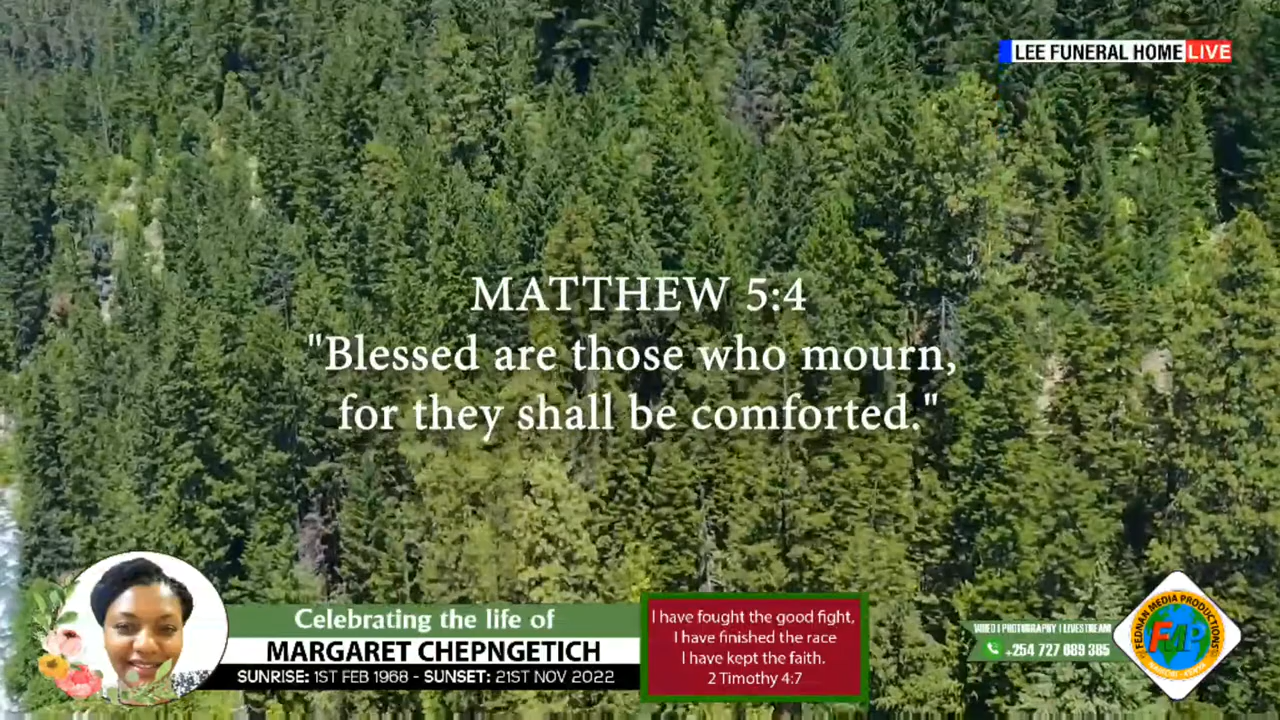 LEE FUNERAL HOME LIVE
MATTHEW 5:4
"Blessed are those who mourn,
for they shall be comforted."
Celebrating the life of
MARGARET CHEPNGETICH
SUNRISE: 1ST FEB 1968 - SUNSET: 21ST NOV 2022
I have fought the good fight,
I have finished the race
I have kept the faith.
2 Timothy 4:7
VIDEO | PHOTOGRAPHY | LIVESTREAM
+254 727 089 385
FEDNAN MEDIA PRODUCTIONS
FMP
NAIROBI - KENYA